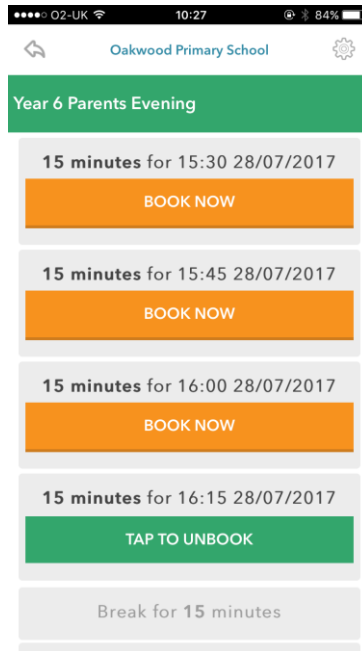 O2-UK 10:27 84%
Oakwood Primary School
Year 6 Parents Evening
15 minutes for 15:30 28/07/2017
BOOK NOW
15 minutes for 15:45 28/07/2017
BOOK NOW
15 minutes for 16:00 28/07/2017
BOOK NOW
15 minutes for 16:15 28/07/2017
TAP TO UNBOOK
Break for 15 minutes